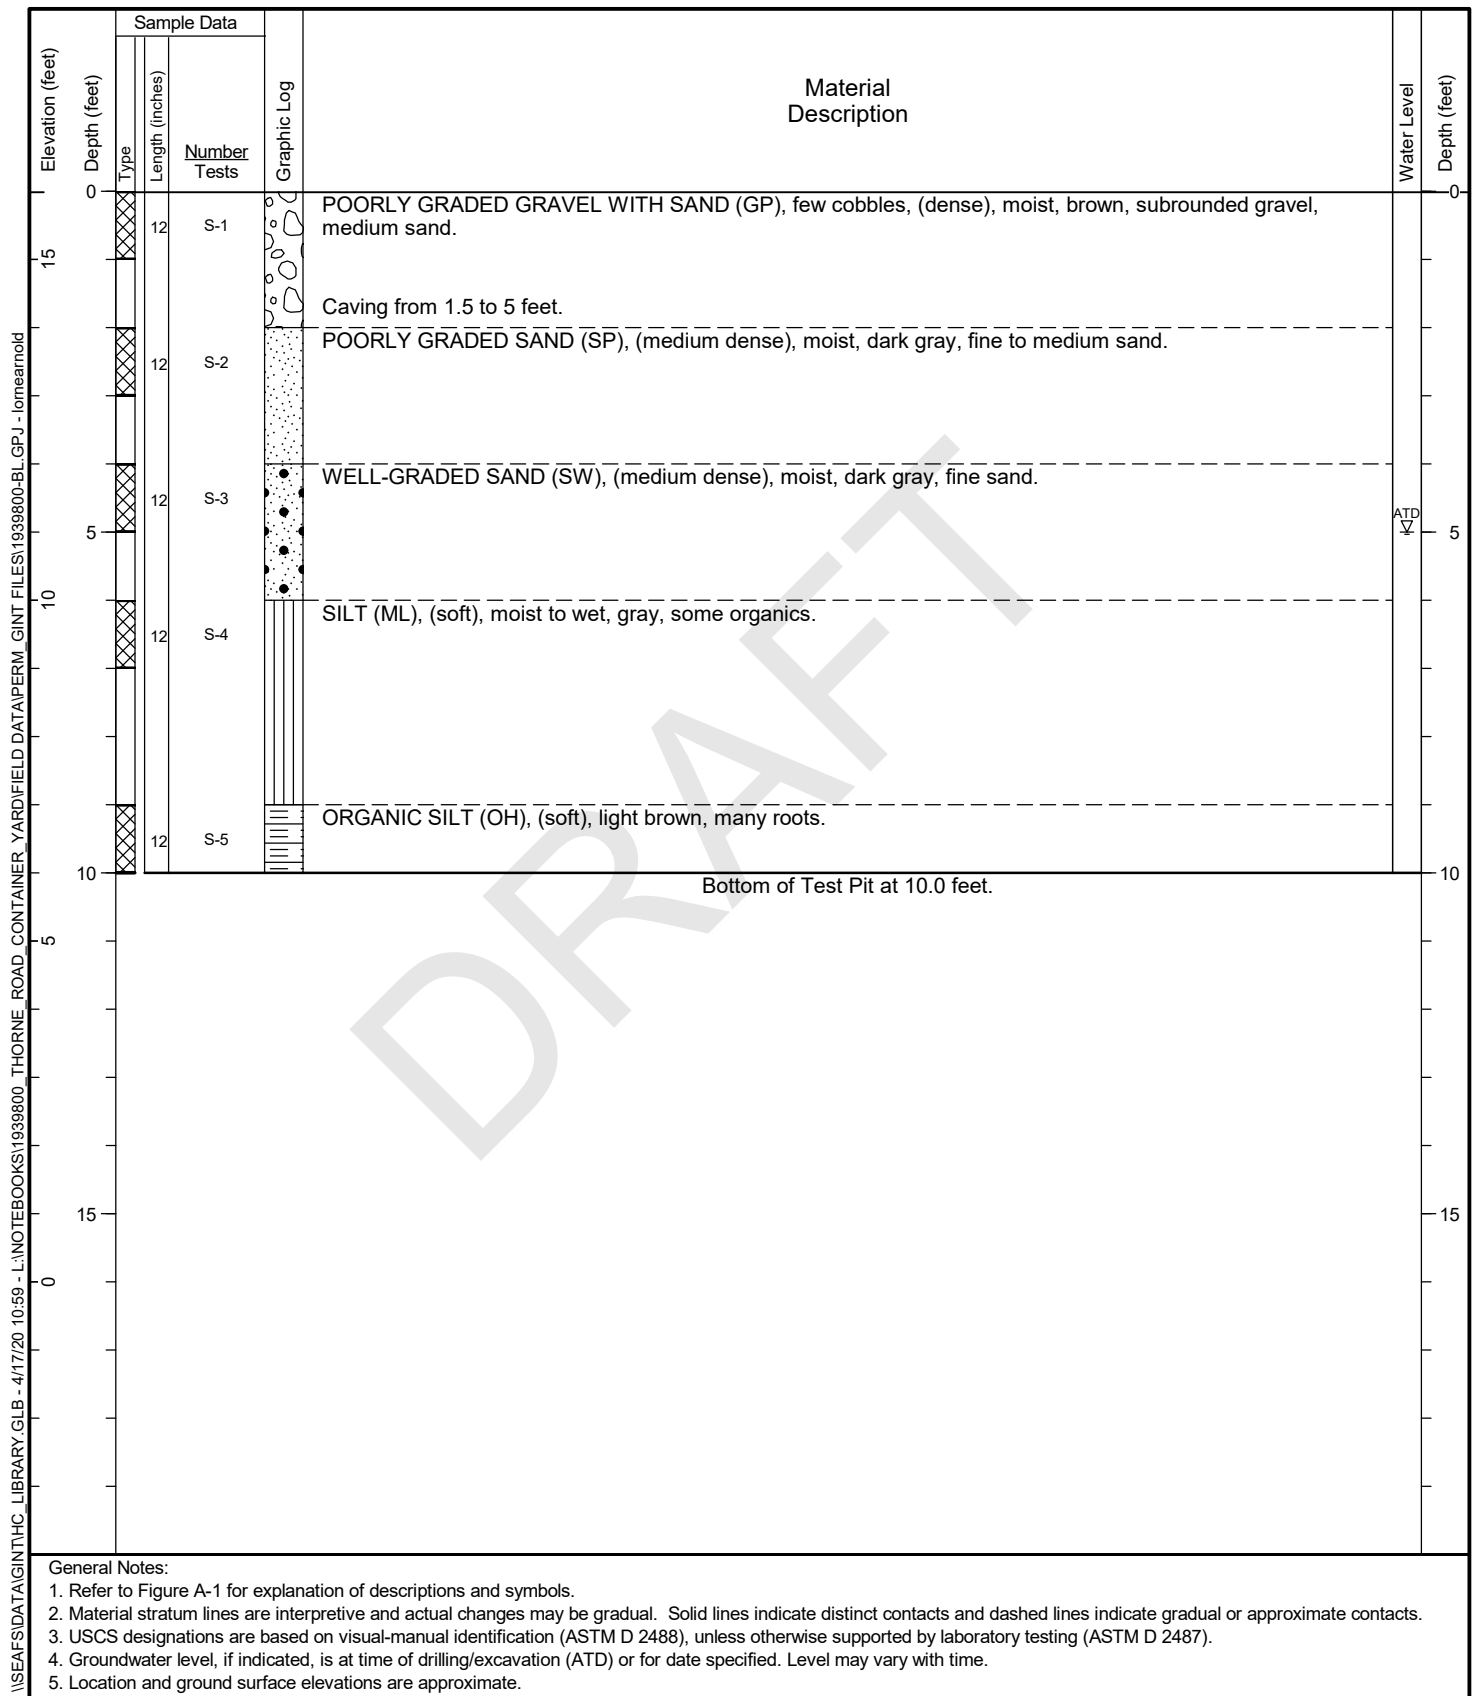 Sample Data
Elevation (feet)
Depth (feet)
Type
Length (inches)
Number
Tests
Graphic Log
Material
Description
Water Level
Depth (feet)
0
0
POORLY GRADED GRAVEL WITH SAND (GP), few cobbles, (dense), moist, brown, subrounded gravel,
medium sand.
12
S-1
15
Caving from 1.5 to 5 feet.
POORLY GRADED SAND (SP), (medium dense), moist, dark gray, fine to medium sand.
12
S-2
WELL-GRADED SAND (SW), (medium dense), moist, dark gray, fine sand.
12
S-3
ATD
5
5
10
SILT (ML), (soft), moist to wet, gray, some organics.
12
S-4
ORGANIC SILT (OH), (soft), light brown, many roots.
12
S-5
10
10
Bottom of Test Pit at 10.0 feet.
5
15
15
0
DRAFT
\\SEAFS\DATA\GINT\HC_LIBRARY.GLB - 4/17/20 10:59 - L:\NOTEBOOKS\1939800_THORNE_ROAD_CONTAINER_YARD\FIELD DATA\PERM_GINT FILES\1939800-BL.GPJ - lornearnold
General Notes:
1. Refer to Figure A-1 for explanation of descriptions and symbols.
2. Material stratum lines are interpretive and actual changes may be gradual. Solid lines indicate distinct contacts and dashed lines indicate gradual or approximate contacts.
3. USCS designations are based on visual-manual identification (ASTM D 2488), unless otherwise supported by laboratory testing (ASTM D 2487).
4. Groundwater level, if indicated, is at time of drilling/excavation (ATD) or for date specified. Level may vary with time.
5. Location and ground surface elevations are approximate.